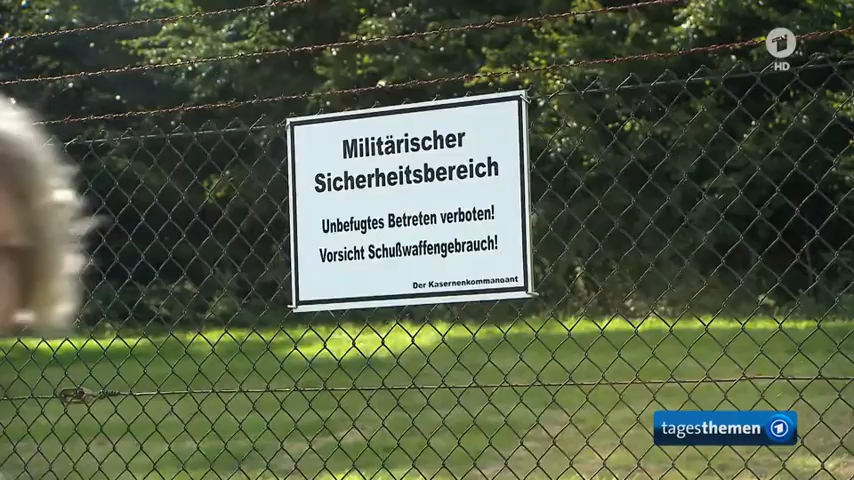 HD
Militärischer
Sicherheitsbereich
Unbefugtes Betreten verboten!
Vorsicht Schußwaffengebrauch!
Der Kasernenkommandant
tagesthemen